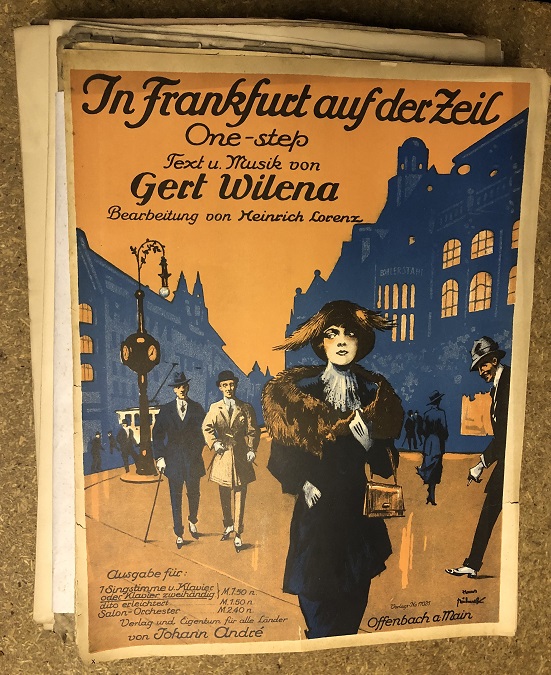 In Frankfurt auf der Zeil
One-step
Text u. Musik von
Gert Wilena
Bearbeitung von Heinrich Lorenz
Ausgabe für:
1 Singstimme u. Klavier
oder Klavier zweihändig } M. 1.50 n.
dito erleichtert M. 1.50 n.
Salon-Orchester M. 2.40 n.
Verlag und Eigentum für alle Länder
von Johann André
Offenbach a. Main